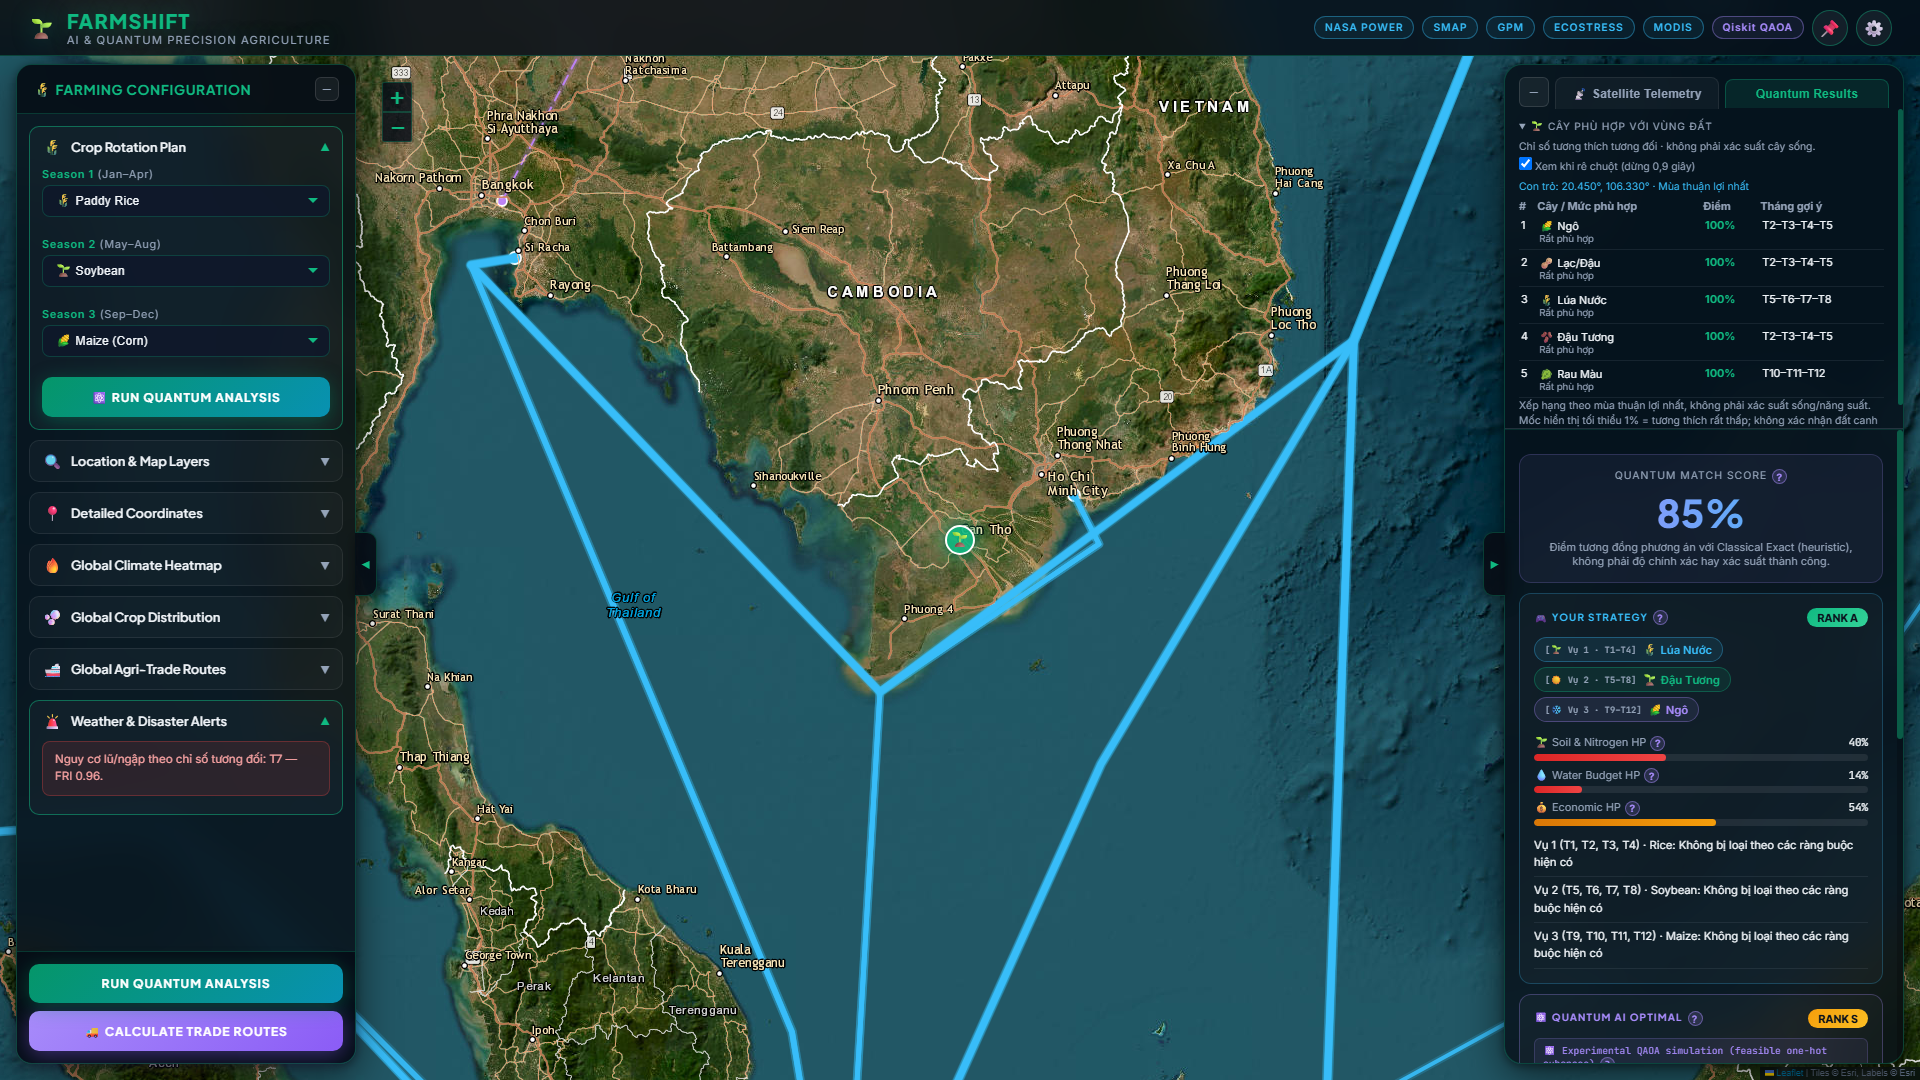 FARMSHIFT
AI & QUANTUM PRECISION AGRICULTURE
NASA POWER
SMAP
GPM
ECOSTRESS
MODIS
Qiskit QAOA
FARMING CONFIGURATION
Crop Rotation Plan
Season 1 (Jan–Apr)
Paddy Rice
Season 2 (May–Aug)
Soybean
Season 3 (Sep–Dec)
Maize (Corn)
RUN QUANTUM ANALYSIS
Location & Map Layers
Detailed Coordinates
Global Climate Heatmap
Global Crop Distribution
Global Agri-Trade Routes
Weather & Disaster Alerts
Nguy cơ lũ/ngập theo chỉ số tương đối: T7 —
FRI 0.96.
RUN QUANTUM ANALYSIS
CALCULATE TRADE ROUTES
Nakhon
Ratchasima
333
24
13
Pakxe
Attapu
VIETNAM
Phra Nakhon
Si Ayutthaya
Nakorn Pathom
Bangkok
Chon Buri
Si Racha
Rayong
Battambang
Siem Reap
CAMBODIA
Xa Chu A
Phuong
Hai Cang
Phuong
Thang Loi
Phuong
Loc Tho
1A
20
Phnom Penh
Phuong
Thong Nhat
Phuong
Binh Hung
Ho Chi
Minh City
Sihanoukville
Can Tho
Phuong 4
Gulf of
Thailand
Surat Thani
Na Khian
Thap Thiang
Hat Yai
Kangar
Alor Setar
Kedah
Kota Bharu
4
George Town
Perak
Kelantan
Kuala
Terengganu
Terengganu
Ipoh
Satellite Telemetry
Quantum Results
CÂY PHÙ HỢP VỚI VÙNG ĐẤT
Chỉ số tương thích tương đối · không phải xác suất cây sống.
Xem khi rê chuột (dừng 0,9 giây)
Con trỏ: 20.450°, 106.330° · Mùa thuận lợi nhất
# Cây / Mức phù hợp Điểm Tháng gợi ý
1 Ngô 100% T2–T3–T4–T5
Rất phù hợp
2 Lạc/Đậu 100% T2–T3–T4–T5
Rất phù hợp
3 Lúa Nước 100% T5–T6–T7–T8
Rất phù hợp
4 Đậu Tương 100% T2–T3–T4–T5
Rất phù hợp
5 Rau Màu 100% T10–T11–T12
Rất phù hợp
Xếp hạng theo mùa thuận lợi nhất, không phải xác suất sống/năng suất.
Mốc hiển thị tối thiểu 1% = tương thích rất thấp; không xác nhận đất canh
QUANTUM MATCH SCORE ?
85%
Điểm tương đồng phương án với Classical Exact (heuristic),
không phải độ chính xác hay xác suất thành công.
YOUR STRATEGY ?
RANK A
[ Vụ 1 · T1–T4] Lúa Nước
[ Vụ 2 · T5–T8] Đậu Tương
[ Vụ 3 · T9–T12] Ngô
Soil & Nitrogen HP ? 40%
Water Budget HP ? 14%
Economic HP ? 54%
Vụ 1 (T1, T2, T3, T4) · Rice: Không bị loại theo các ràng buộc
hiện có
Vụ 2 (T5, T6, T7, T8) · Soybean: Không bị loại theo các ràng
buộc hiện có
Vụ 3 (T9, T10, T11, T12) · Maize: Không bị loại theo các ràng
buộc hiện có
QUANTUM AI OPTIMAL ?
RANK S
Experimental QAOA simulation (feasible one-hot
Leaflet | Tiles © Esri, Labels © Esri